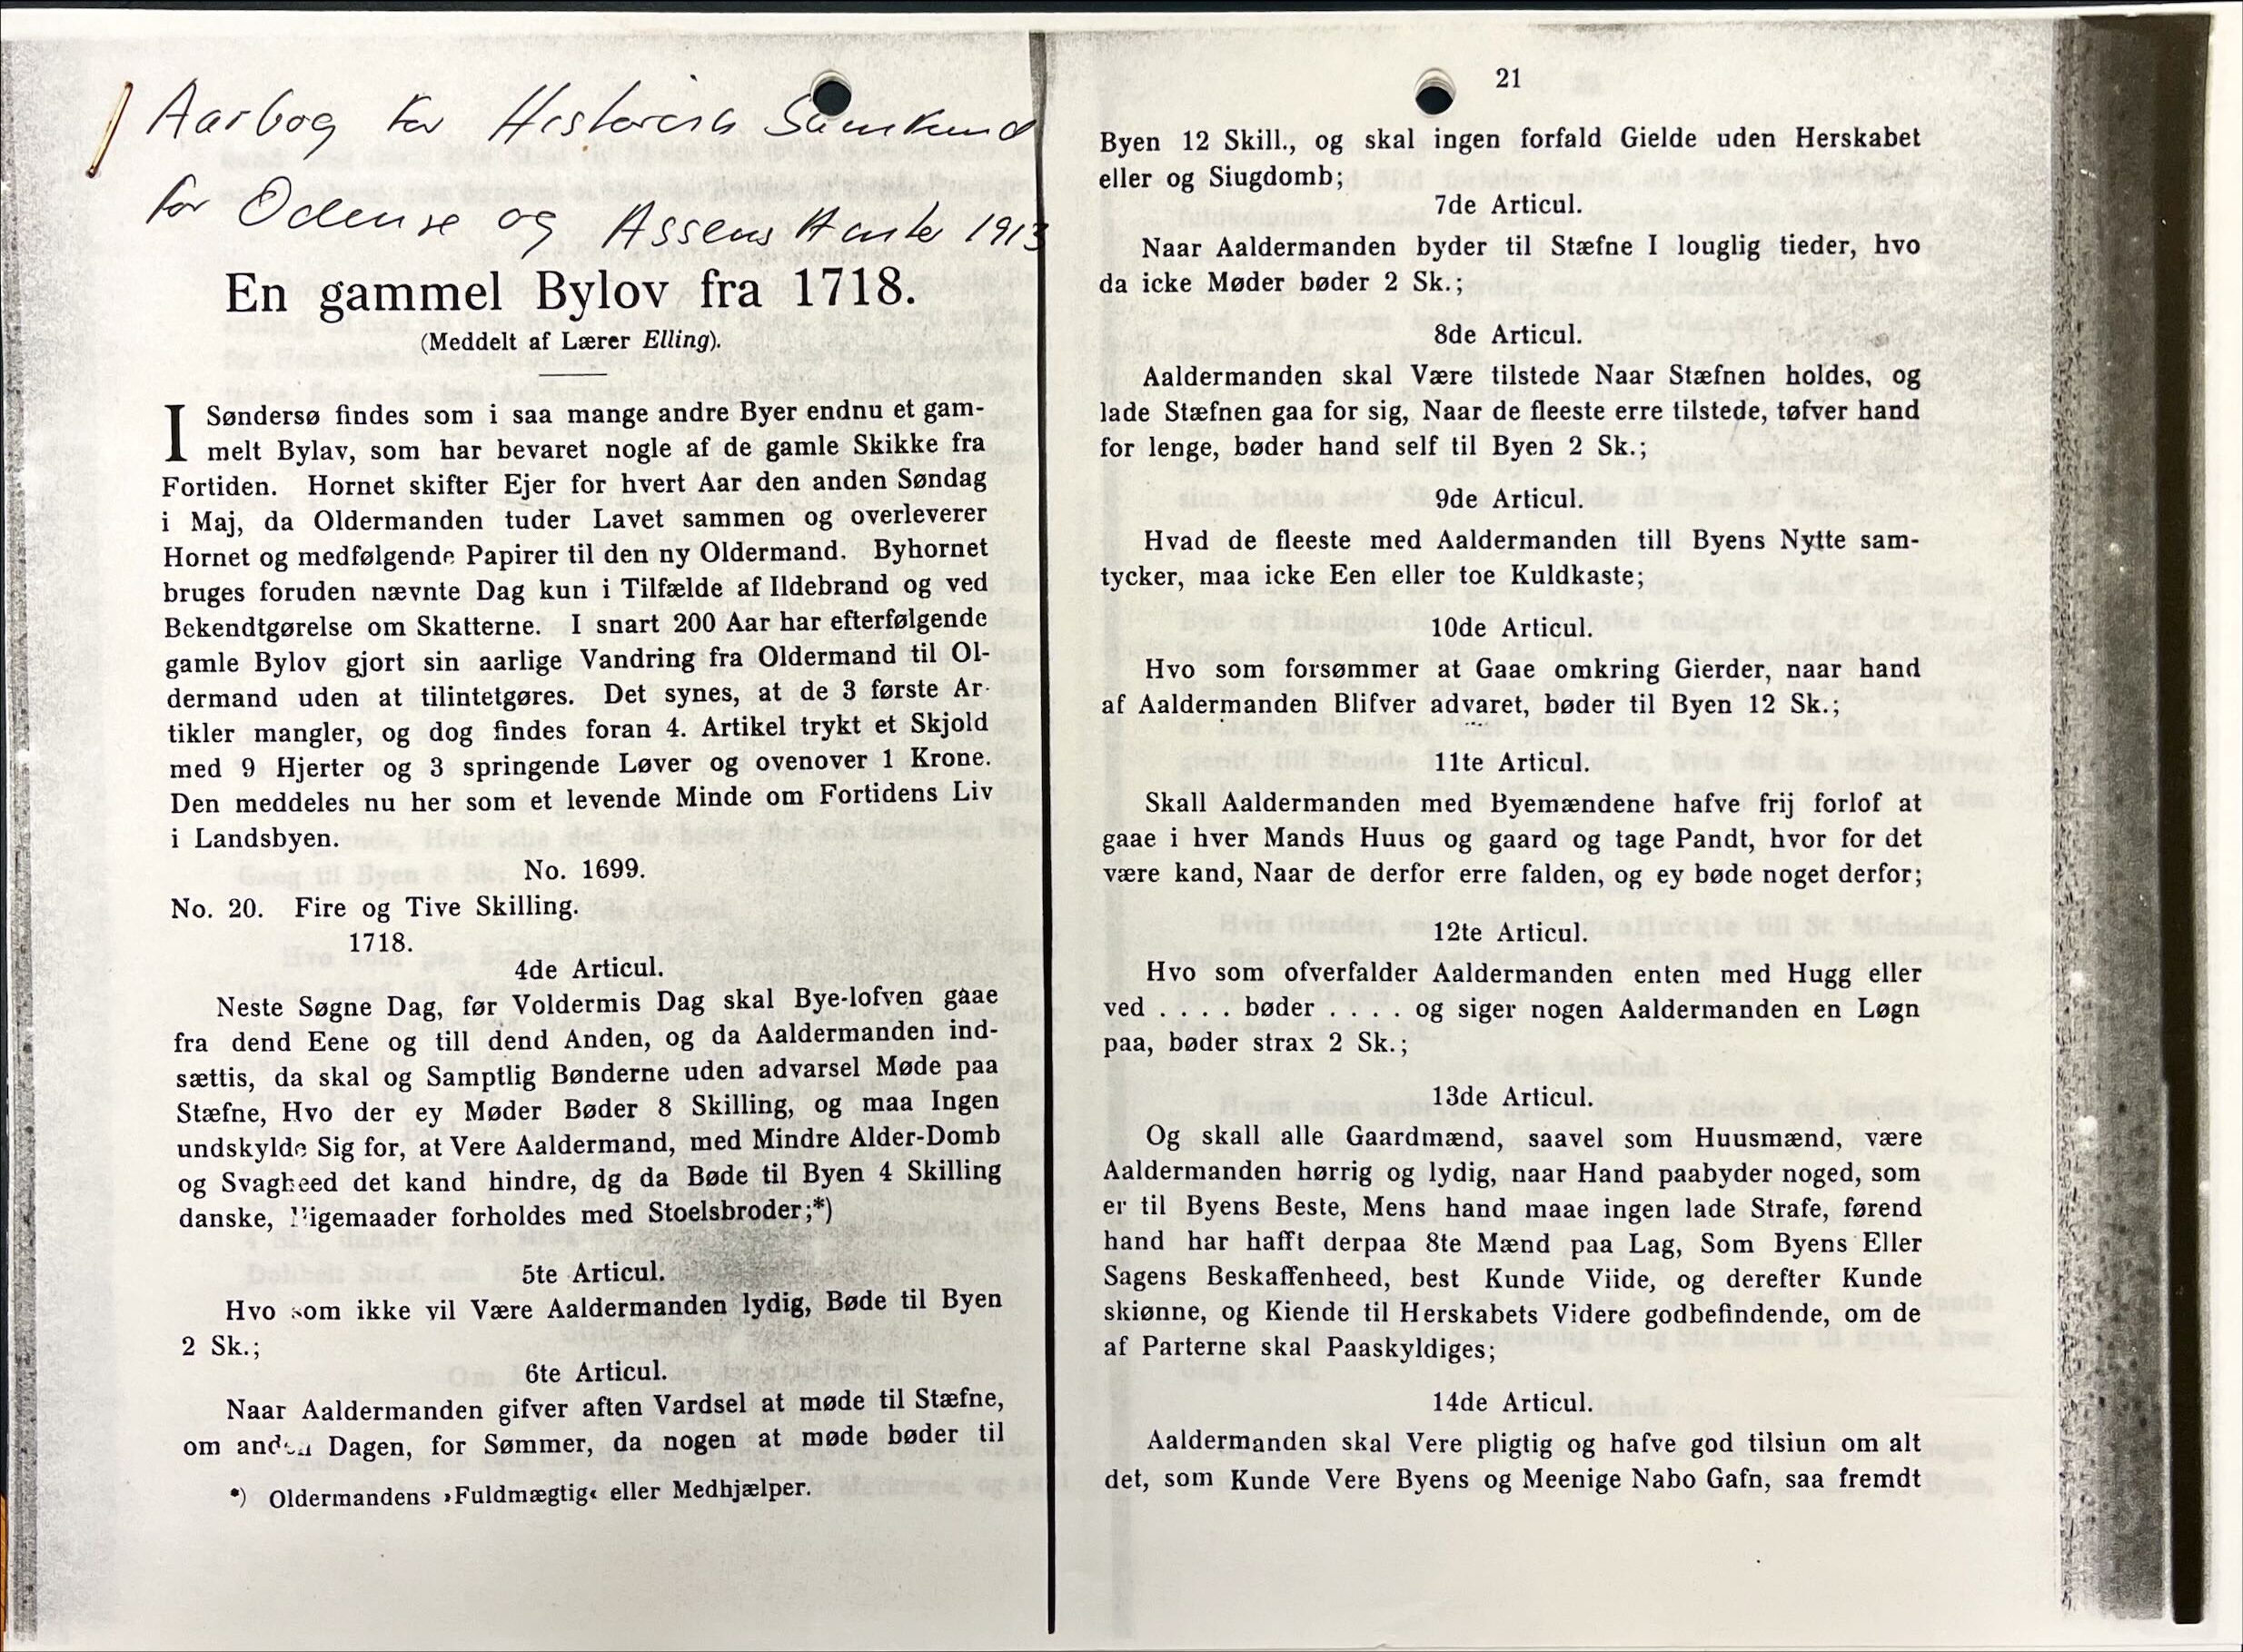 Aarbog for Historisk Samfund
for Odense og Assens Amter 1913
En gammel Bylov fra 1718.
(Meddelt af Lærer Elling).
I Søndersø findes som i saa mange andre Byer endnu et gam-
melt Bylav, som har bevaret nogle af de gamle Skikke fra
Fortiden. Hornet skifter Ejer for hvert Aar den anden Søndag
i Maj, da Oldermanden tuder Lavet sammen og overleverer
Hornet og medfølgende Papirer til den ny Oldermand. Byhornet
bruges foruden nævnte Dag kun i Tilfælde af Ildebrand og ved
Bekendtgørelse om Skatterne. I snart 200 Aar har efterfølgende
gamle Bylov gjort sin aarlige Vandring fra Oldermand til Ol-
dermand uden at tilintetgøres. Det synes, at de 3 første Ar-
tikler mangler, og dog findes foran 4. Artikel trykt et Skjold
med 9 Hjerter og 3 springende Løver og ovenover 1 Krone.
Den meddeles nu her som et levende Minde om Fortidens Liv
i Landsbyen.
No. 1699.
No. 20. Fire og Tive Skilling.
1718.
4de Articul.
Neste Søgne Dag, før Voldermis Dag skal Bye-lofven gaae
fra dend Eene og till dend Anden, og da Aaldermanden ind-
sættis, da skal og Samptlig Bønderne uden advarsel Møde paa
Stæfne, Hvo der ey Møder Bøder 8 Skilling, og maa Ingen
undskylde Sig for, at Vere Aaldermand, med Mindre Alder-Domb
og Svagheed det kand hindre, dg da Bøde til Byen 4 Skilling
danske, Ligemaader forholdes med Stoelsbroder;*)
5te Articul.
Hvo som ikke vil Være Aaldermanden lydig, Bøde til Byen
2 Sk.;
6te Articul.
Naar Aaldermanden gifver aften Vardsel at møde til Stæfne,
om anden Dagen, for Sømmer, da nogen at møde bøder til
*) Oldermandens ›Fuldmægtig‹ eller Medhjælper.
21
Byen 12 Skill., og skal ingen forfald Gielde uden Herskabet
eller og Siugdomb;
7de Articul.
Naar Aaldermanden byder til Stæfne I louglig tieder, hvo
da icke Møder bøder 2 Sk.;
8de Articul.
Aaldermanden skal Være tilstede Naar Stæfnen holdes, og
lade Stæfnen gaa for sig, Naar de fleeste erre tilstede, tøfver hand
for lenge, bøder hand self til Byen 2 Sk.;
9de Articul.
Hvad de fleeste med Aaldermanden till Byens Nytte sam-
tycker, maa icke Een eller toe Kuldkaste;
10de Articul.
Hvo som forsømmer at Gaae omkring Gierder, naar hand
af Aaldermanden Blifver advaret, bøder til Byen 12 Sk.;
11te Articul.
Skall Aaldermanden med Byemændene hafve frij forlof at
gaae i hver Mands Huus og gaard og tage Pandt, hvor for det
være kand, Naar de derfor erre falden, og ey bøde noget derfor;
12te Articul.
Hvo som ofverfalder Aaldermanden enten med Hugg eller
ved . . . . bøder . . . . og siger nogen Aaldermanden en Løgn
paa, bøder strax 2 Sk.;
13de Articul.
Og skall alle Gaardmænd, saavel som Huusmænd, være
Aaldermanden hørrig og lydig, naar Hand paabyder noged, som
er til Byens Beste, Mens hand maae ingen lade Strafe, førend
hand har hafft derpaa 8te Mænd paa Lag, Som Byens Eller
Sagens Beskaffenheed, best Kunde Viide, og derefter Kunde
skiønne, og Kiende til Herskabets Videre godbefindende, om de
af Parterne skal Paaskyldiges;
14de Articul.
Aaldermanden skal Vere pligtig og hafve god tilsiun om alt
det, som Kunde Vere Byens og Meenige Nabo Gafn, saa fremdt